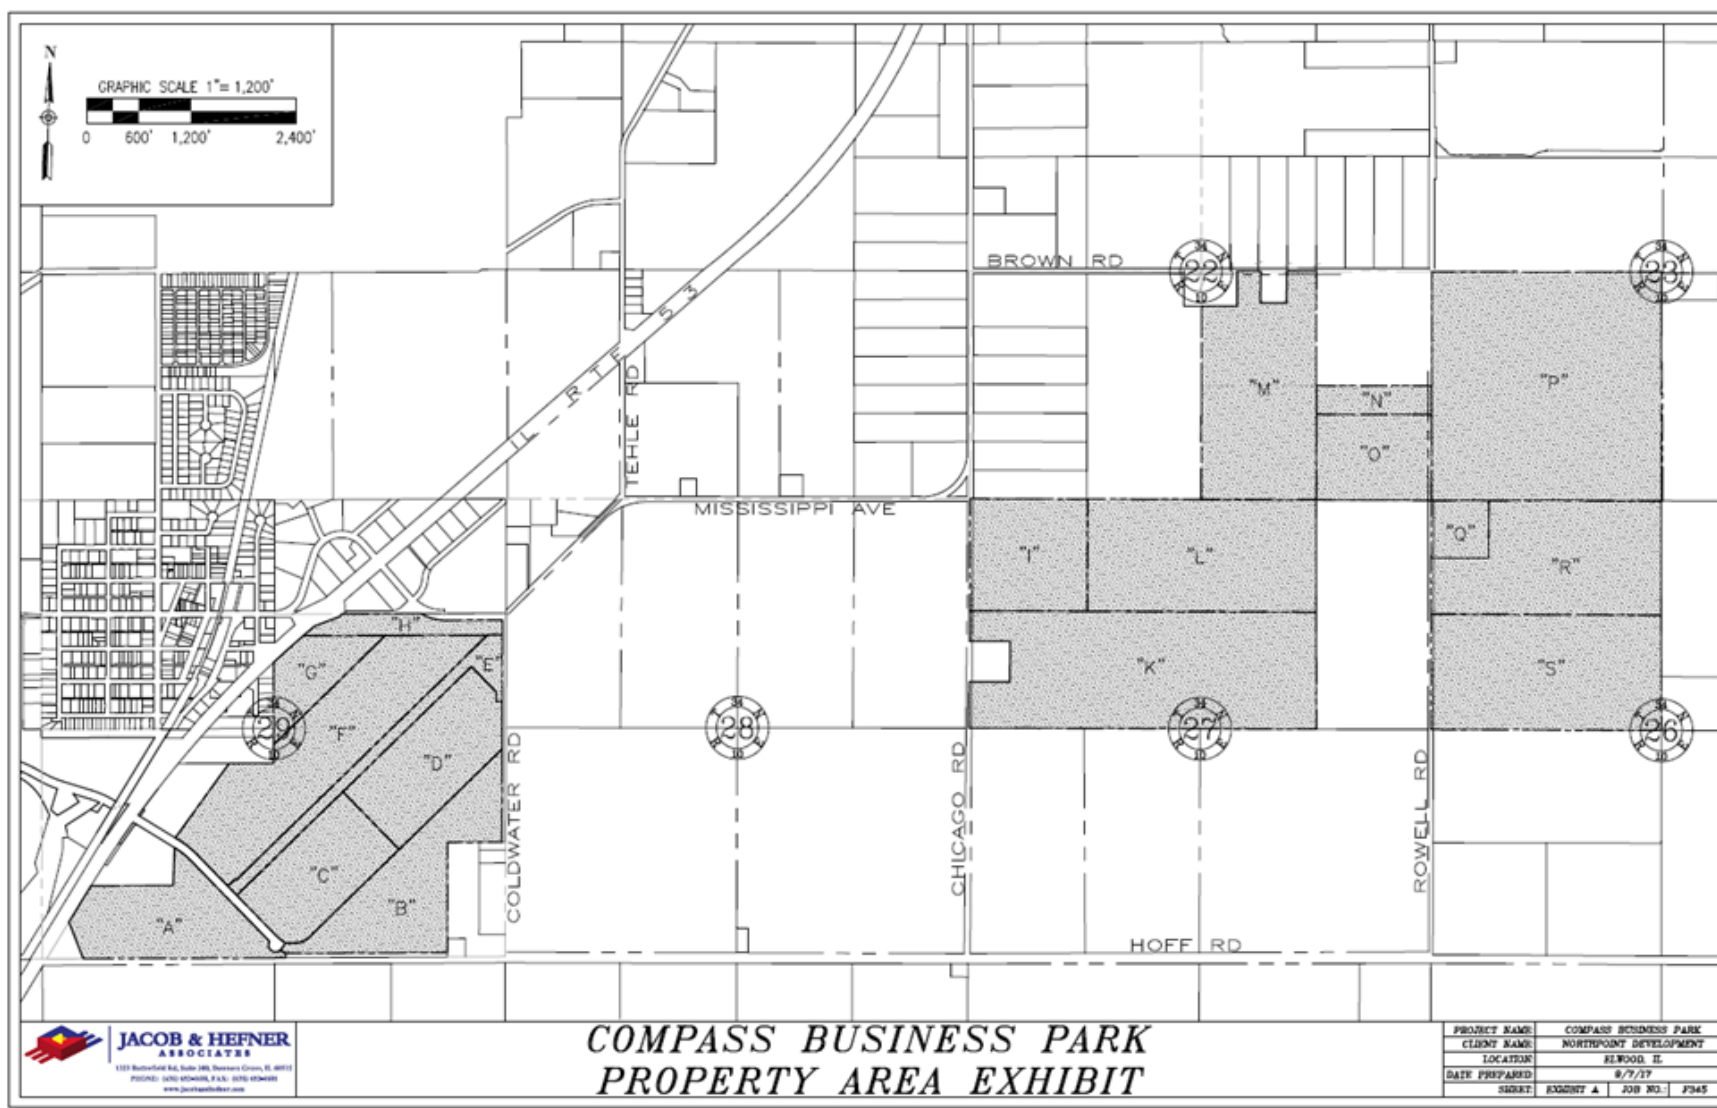 N
GRAPHIC SCALE 1"= 1,200'
0 600' 1,200' 2,400'
BROWN RD
22
23
IL RTE 53
TEHLE RD
"M"
"N"
"O"
"P"
MISSISSIPPI AVE
"I"
"L"
"Q"
"R"
"H"
"G"
"E"
"K"
"S"
29
"F"
28
27
26
"D"
COLDWATER RD
CHICAGO RD
ROWELL RD
"C"
"B"
"A"
HOFF RD
JACOB & HEFNER
ASSOCIATES
COMPASS BUSINESS PARK
PROPERTY AREA EXHIBIT
PROJECT NAME: COMPASS BUSINESS PARK
CLIENT NAME: NORTHPOINT DEVELOPMENT
LOCATION: ELWOOD, IL
DATE PREPARED:
SHEET: EXHIBIT A JOB NO.: F345